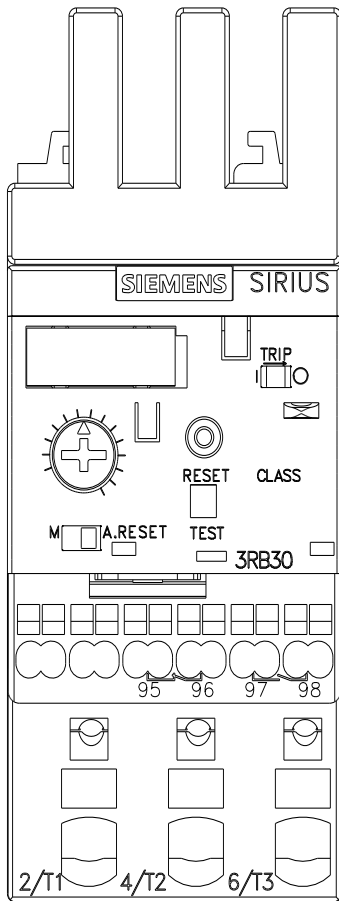 SIEMENS SIRIUS
TRIP
I O
RESET CLASS
M A.RESET TEST
3RB30
95 96 97 98
2/T1 4/T2 6/T3